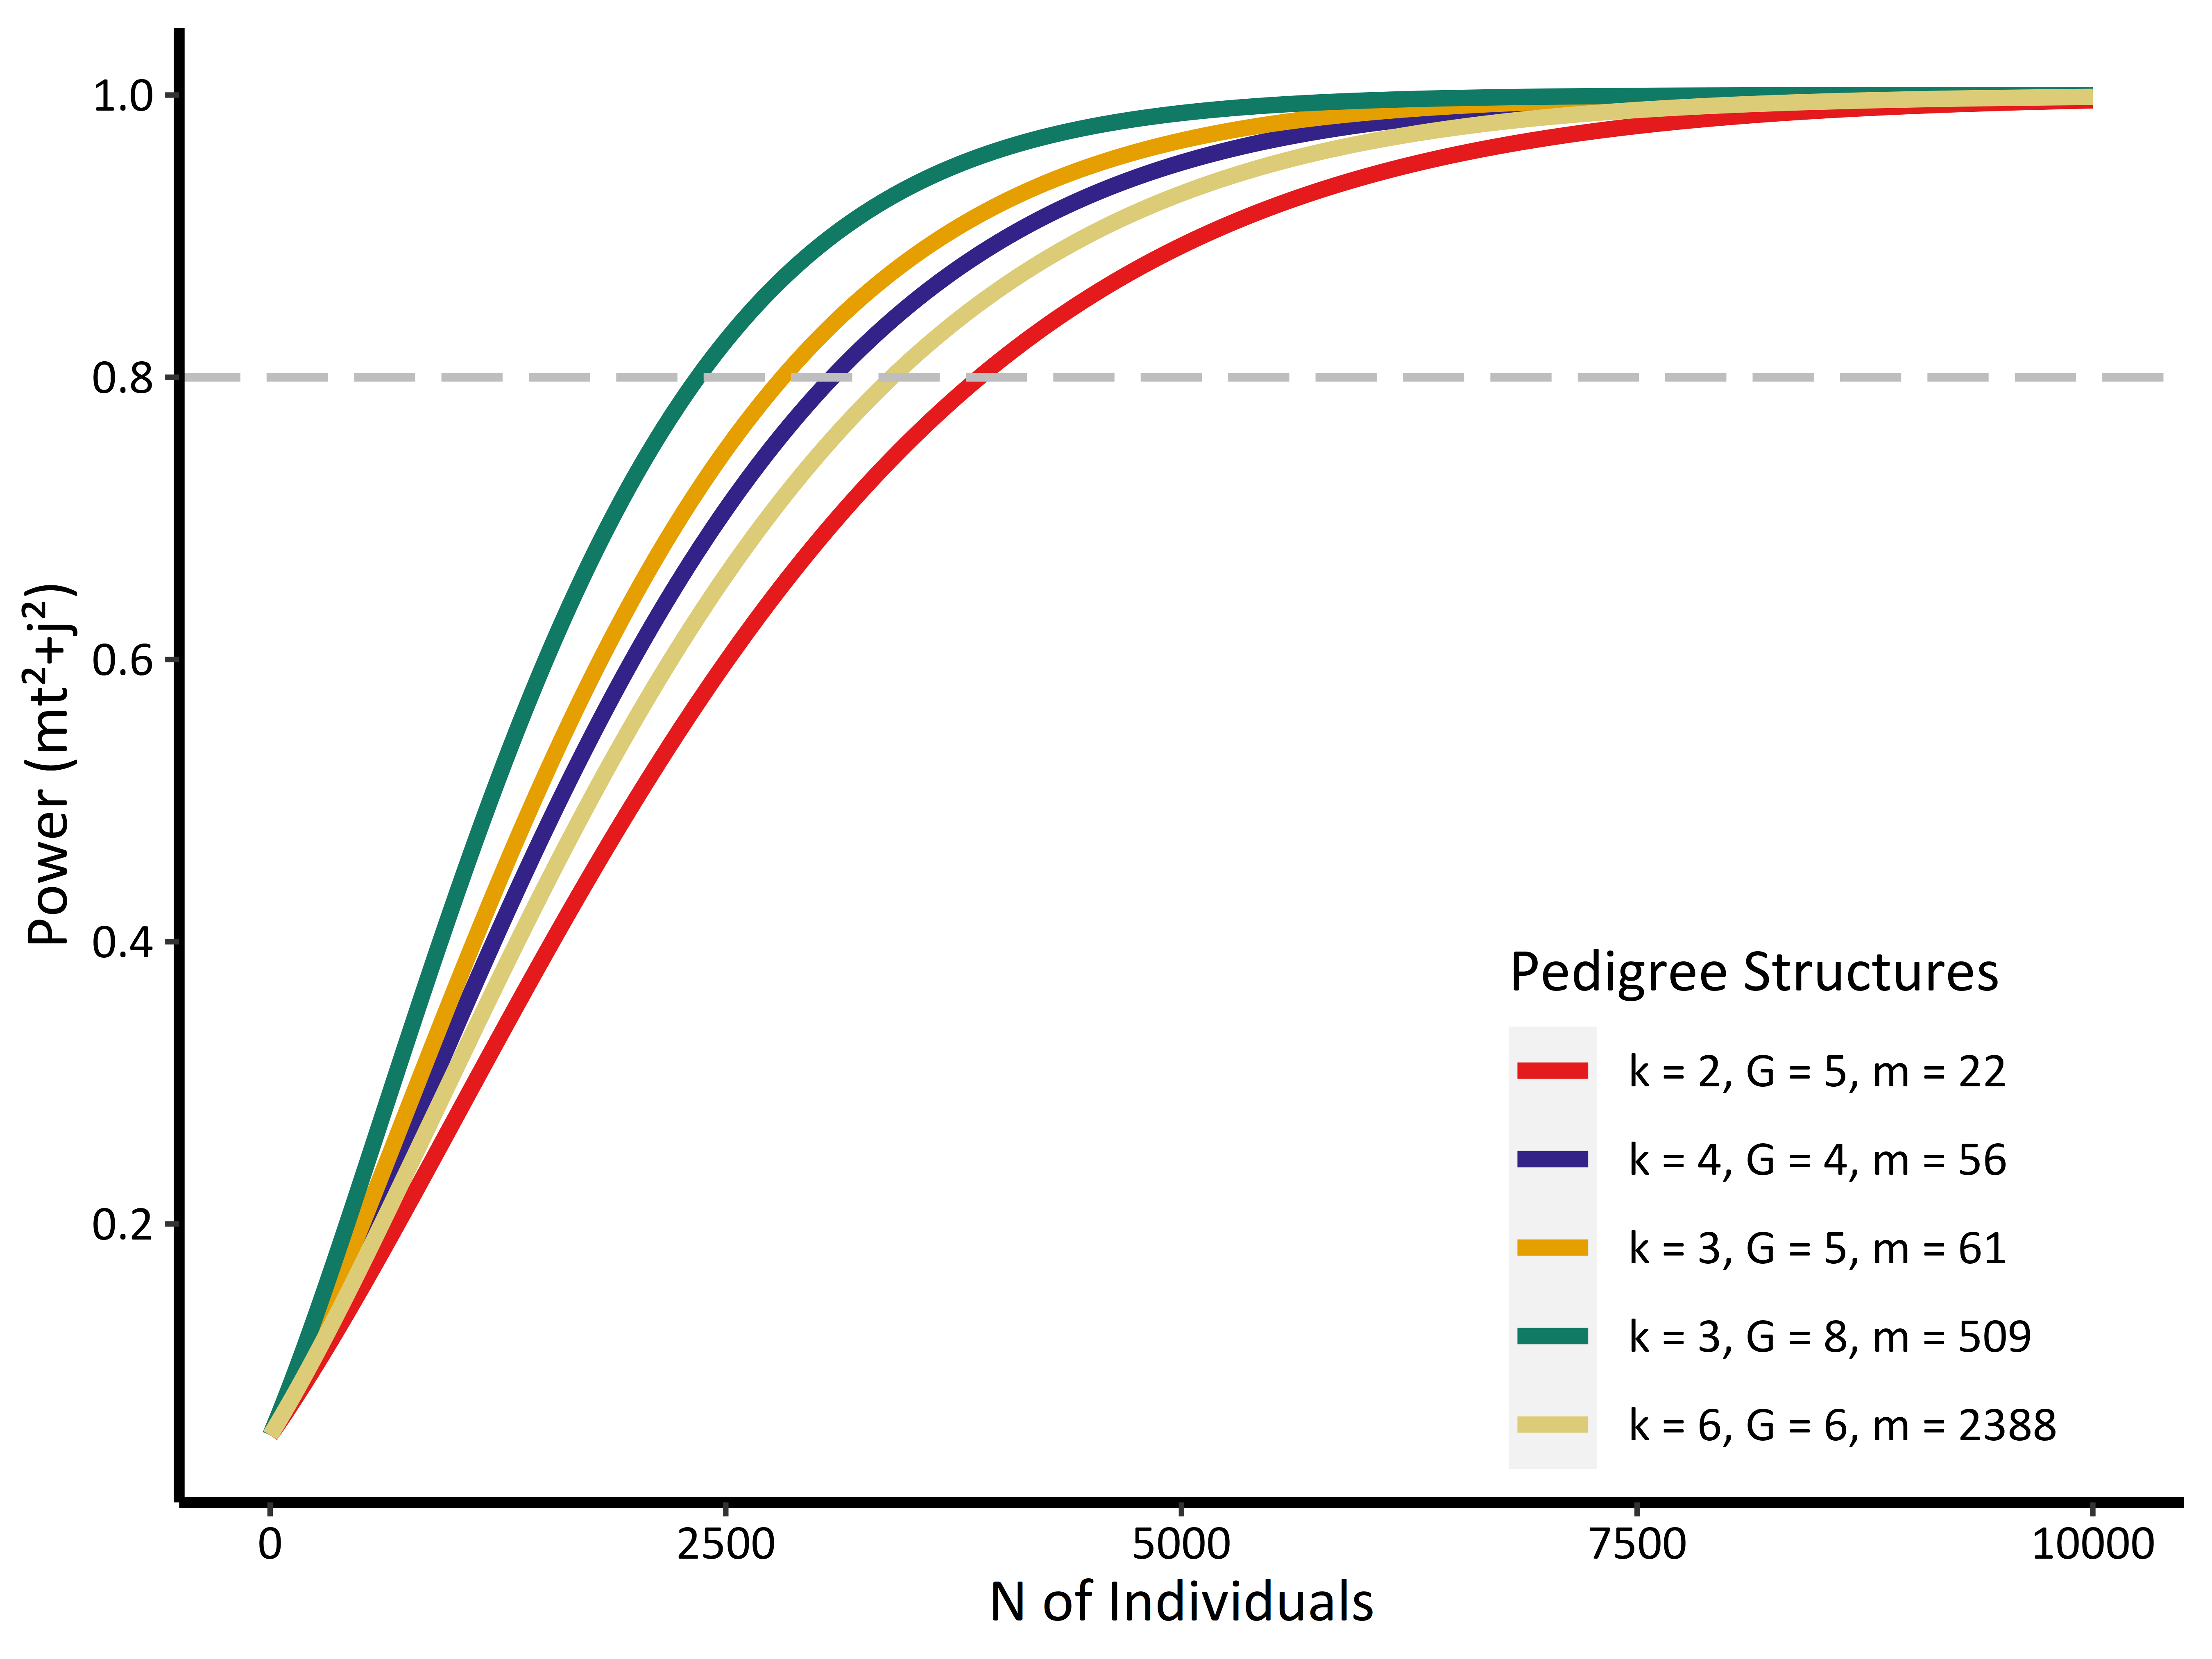 Power (mt²+j²)
1.0
0.8
0.6
0.4
0.2
Pedigree Structures
k = 2, G = 5, m = 22
k = 4, G = 4, m = 56
k = 3, G = 5, m = 61
k = 3, G = 8, m = 509
k = 6, G = 6, m = 2388
0 2500 5000 7500 10000
N of Individuals